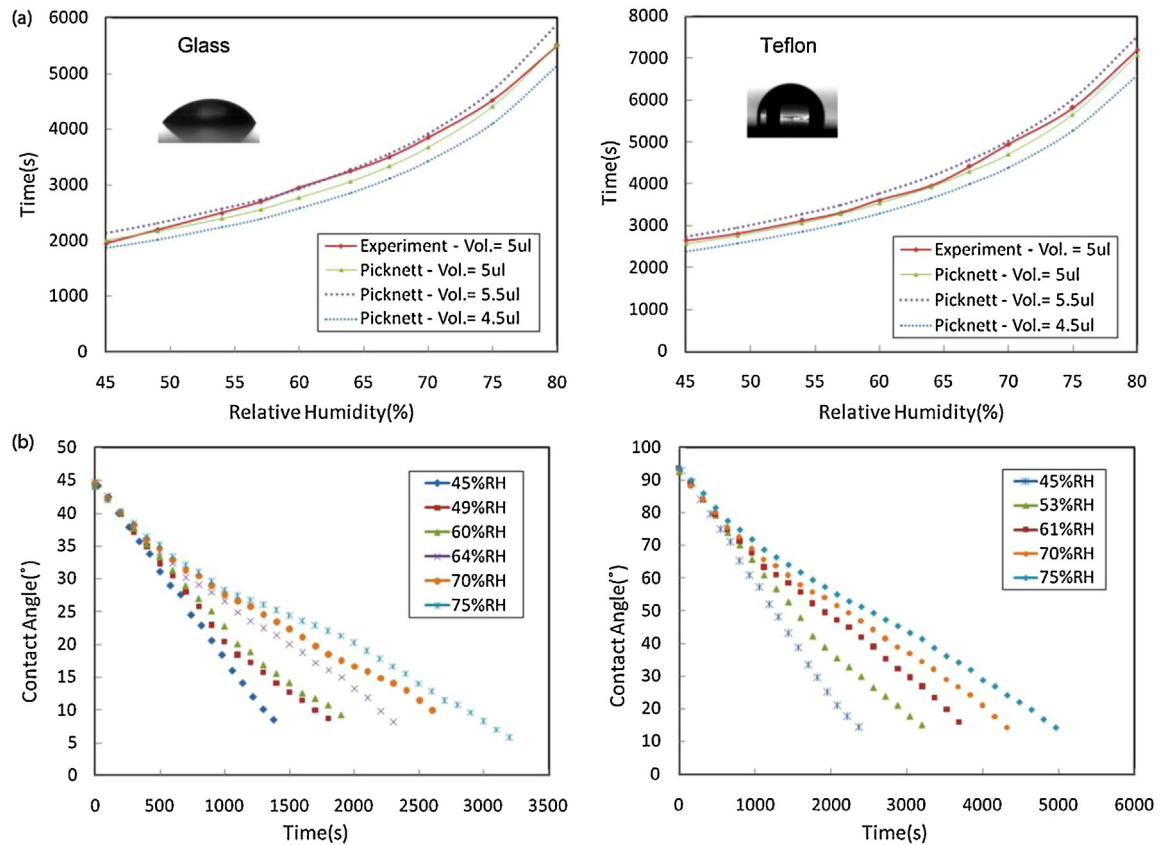 (a)
6000
5000
4000
3000
2000
1000
0
Time(s)
Glass
Experiment - Vol.= 5ul
Picknett - Vol.= 5ul
Picknett - Vol.= 5.5ul
Picknett - Vol.= 4.5ul
45 50 55 60 65 70 75 80
Relative Humidity(%)
8000
7000
6000
5000
4000
3000
2000
1000
0
Time(s)
Teflon
Experiment - Vol. = 5ul
Picknett - Vol.= 5ul
Picknett - Vol.= 5.5ul
Picknett - Vol.= 4.5ul
45 50 55 60 65 70 75 80
Relative Humidity(%)
(b)
50
45
40
35
30
25
20
15
10
5
0
Contact Angle(°)
45%RH
49%RH
60%RH
64%RH
70%RH
75%RH
0 500 1000 1500 2000 2500 3000 3500
Time(s)
100
90
80
70
60
50
40
30
20
10
0
Contact Angle(°)
45%RH
53%RH
61%RH
70%RH
75%RH
0 1000 2000 3000 4000 5000 6000
Time(s)